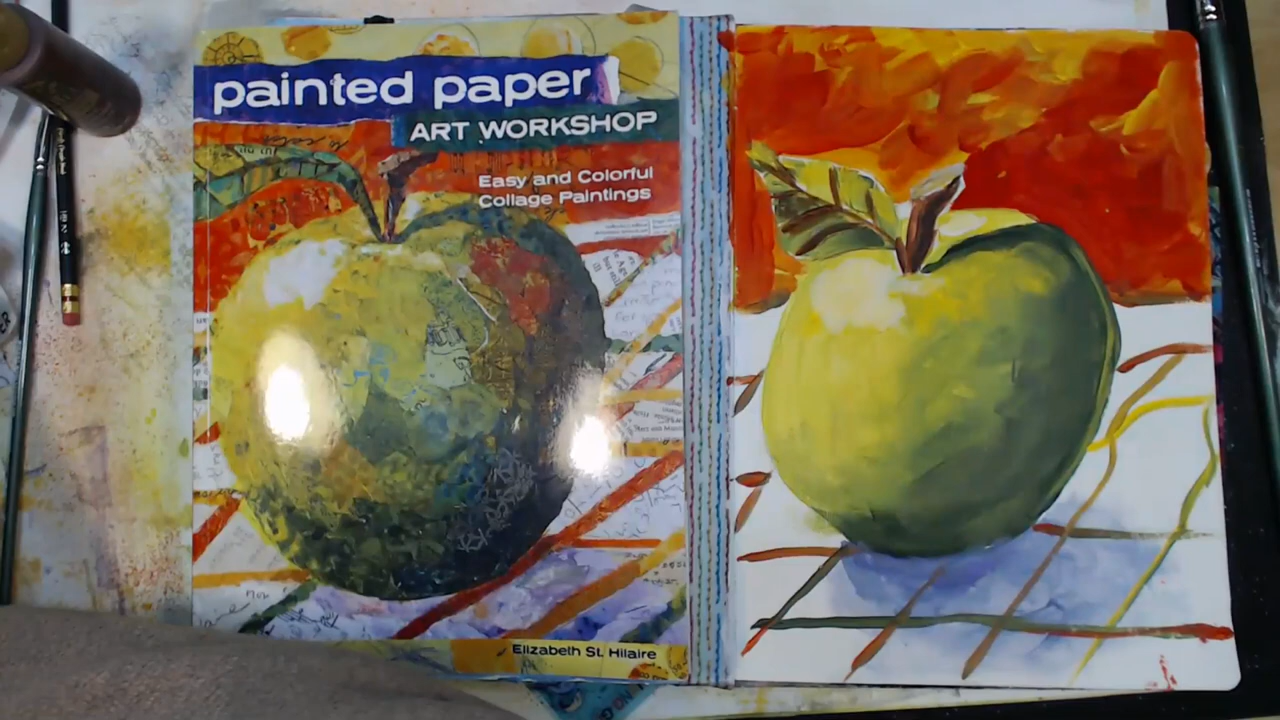 painted paper
ART WORKSHOP
Easy and Colorful
Collage Paintings
Elizabeth St. Hilaire